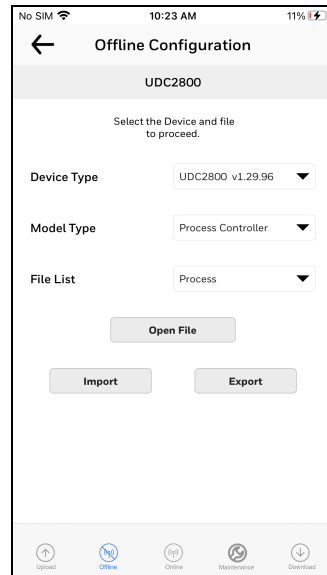 No SIM 10:23 AM 11%
Offline Configuration
UDC2800
Select the Device and file
to proceed.
Device Type UDC2800 v1.29.96
Model Type Process Controller
File List Process
Open File
Import Export
Upload Offline Online Maintenance Download